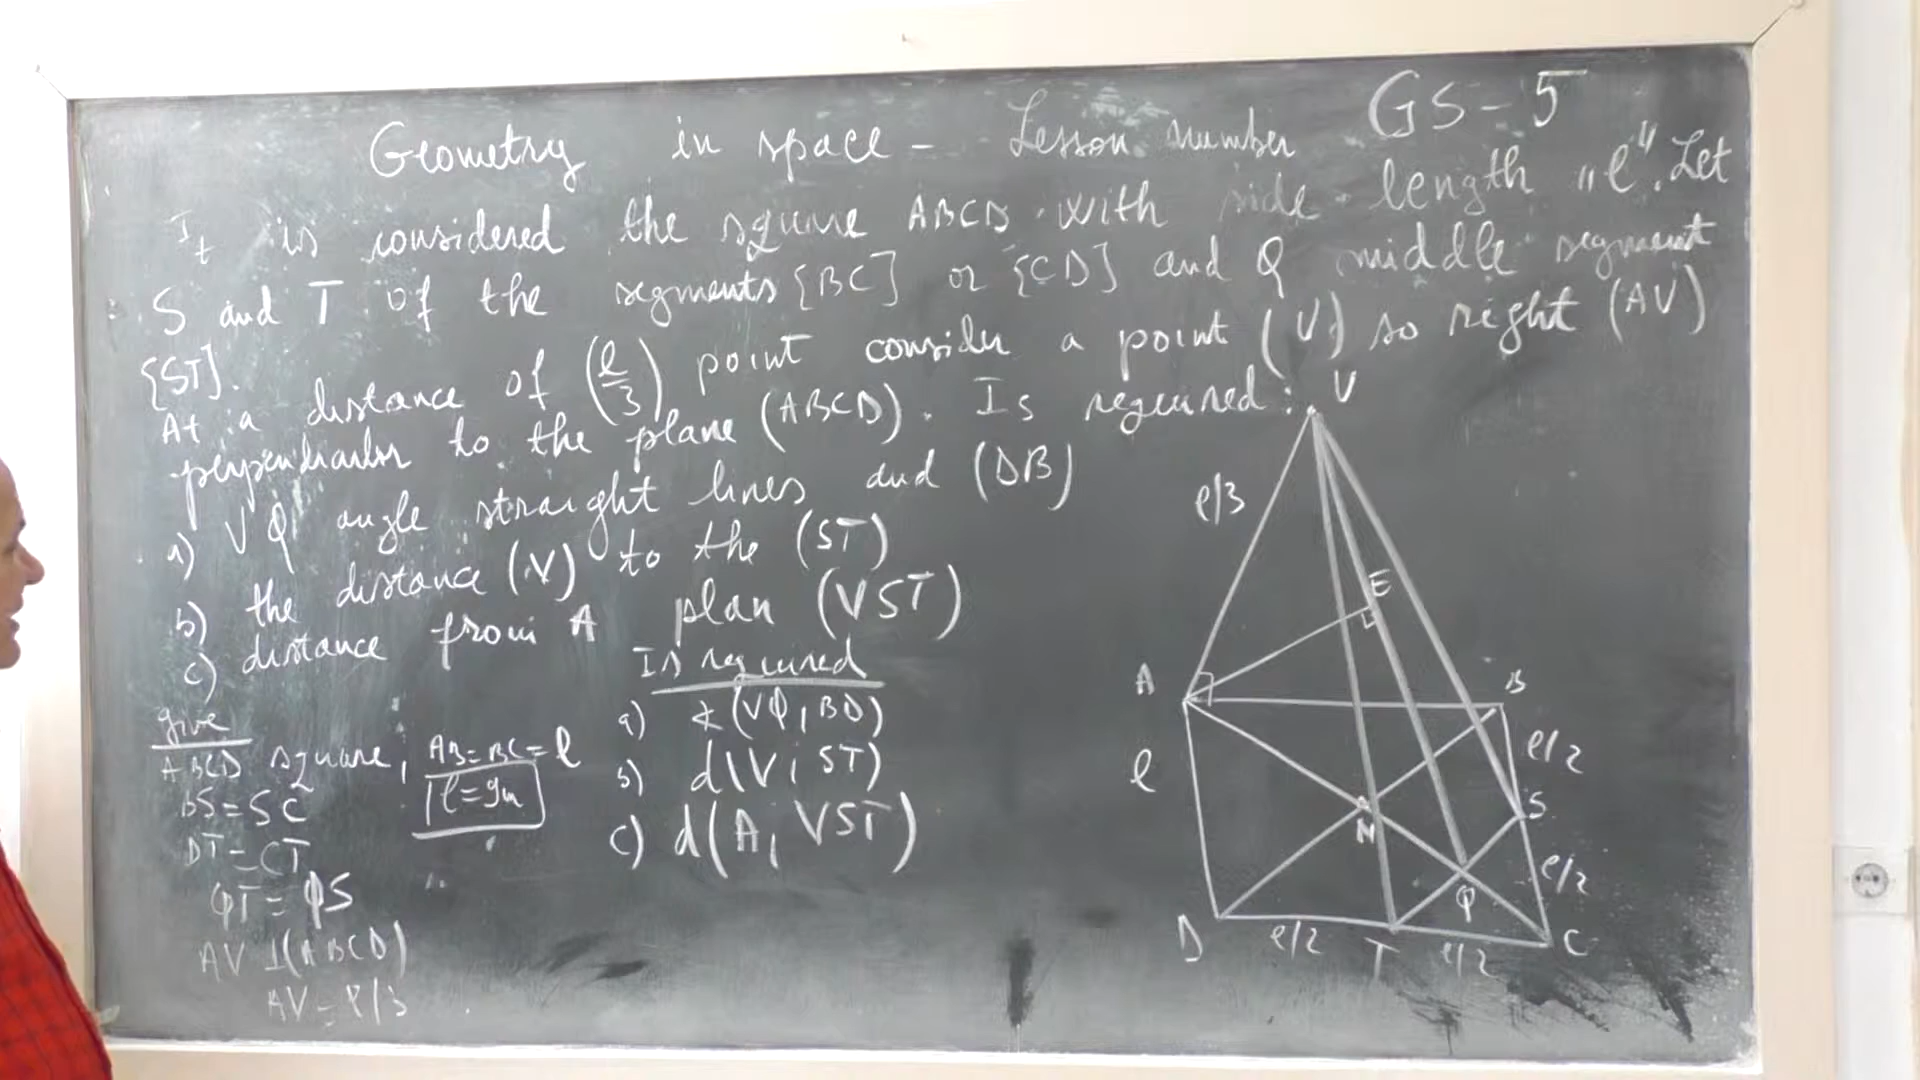 GS-5
Geometry in space - Lesson number
It is considered the square ABCD with side length "l". Let
S and T of the segments {BC] or {CD] and Q middle segment
{ST].
At a distance of (l/3) point consider a point (V) so right (AV)
perpendicular to the plane (ABCD). Is requured:
a) VQ angle straight lines and (DB)
b) the distance (V) to the (ST)
c) distance from A plan (VST)
Is requured
a) ∢(VQ, BD)
b) d(V; ST)
c) d(A, VST)
give
ABCD square, AB=BC=l
l=9m
BS=SC
DT=CT
QT=QS
AV⊥(ABCD)
AV=l/3
V
l/3
E
A
B
l
l/2
N
S
l/2
Q
D
l/2
T
l/2
C